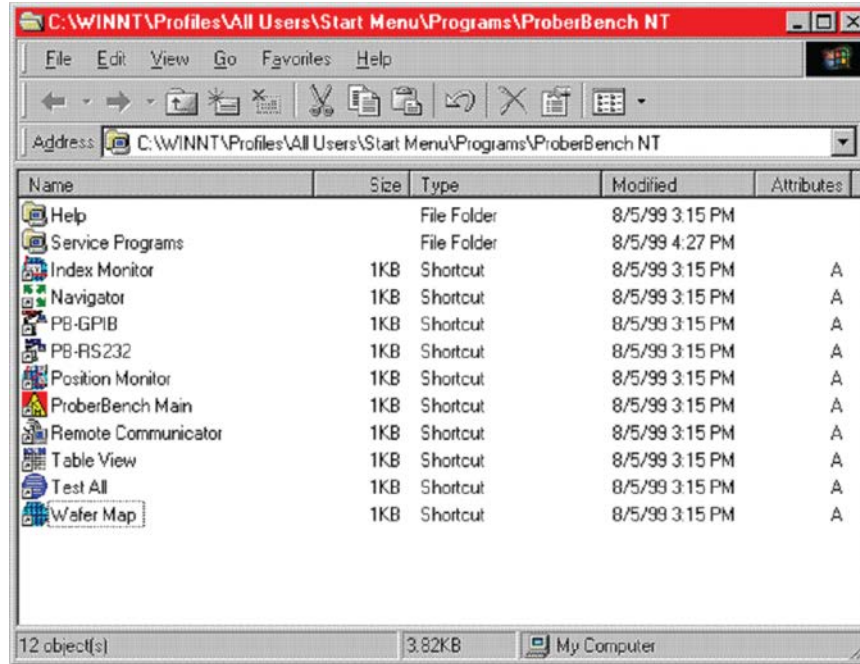 C:\WINNT\Profiles\All Users\Start Menu\Programs\ProberBench NT
File Edit View Go Favorites Help
Address C:\WINNT\Profiles\All Users\Start Menu\Programs\ProberBench NT
Name Size Type Modified Attributes
Help File Folder 8/5/99 3:15 PM
Service Programs File Folder 8/5/99 4:27 PM
Index Monitor 1KB Shortcut 8/5/99 3:15 PM A
Navigator 1KB Shortcut 8/5/99 3:15 PM A
PB-GPIB 1KB Shortcut 8/5/99 3:15 PM A
PB-RS232 1KB Shortcut 8/5/99 3:15 PM A
Position Monitor 1KB Shortcut 8/5/99 3:15 PM A
ProberBench Main 1KB Shortcut 8/5/99 3:15 PM A
Remote Communicator 1KB Shortcut 8/5/99 3:15 PM A
Table View 1KB Shortcut 8/5/99 3:15 PM A
Test All 1KB Shortcut 8/5/99 3:15 PM A
Wafer Map 1KB Shortcut 8/5/99 3:15 PM A
12 object(s) 3.82KB My Computer